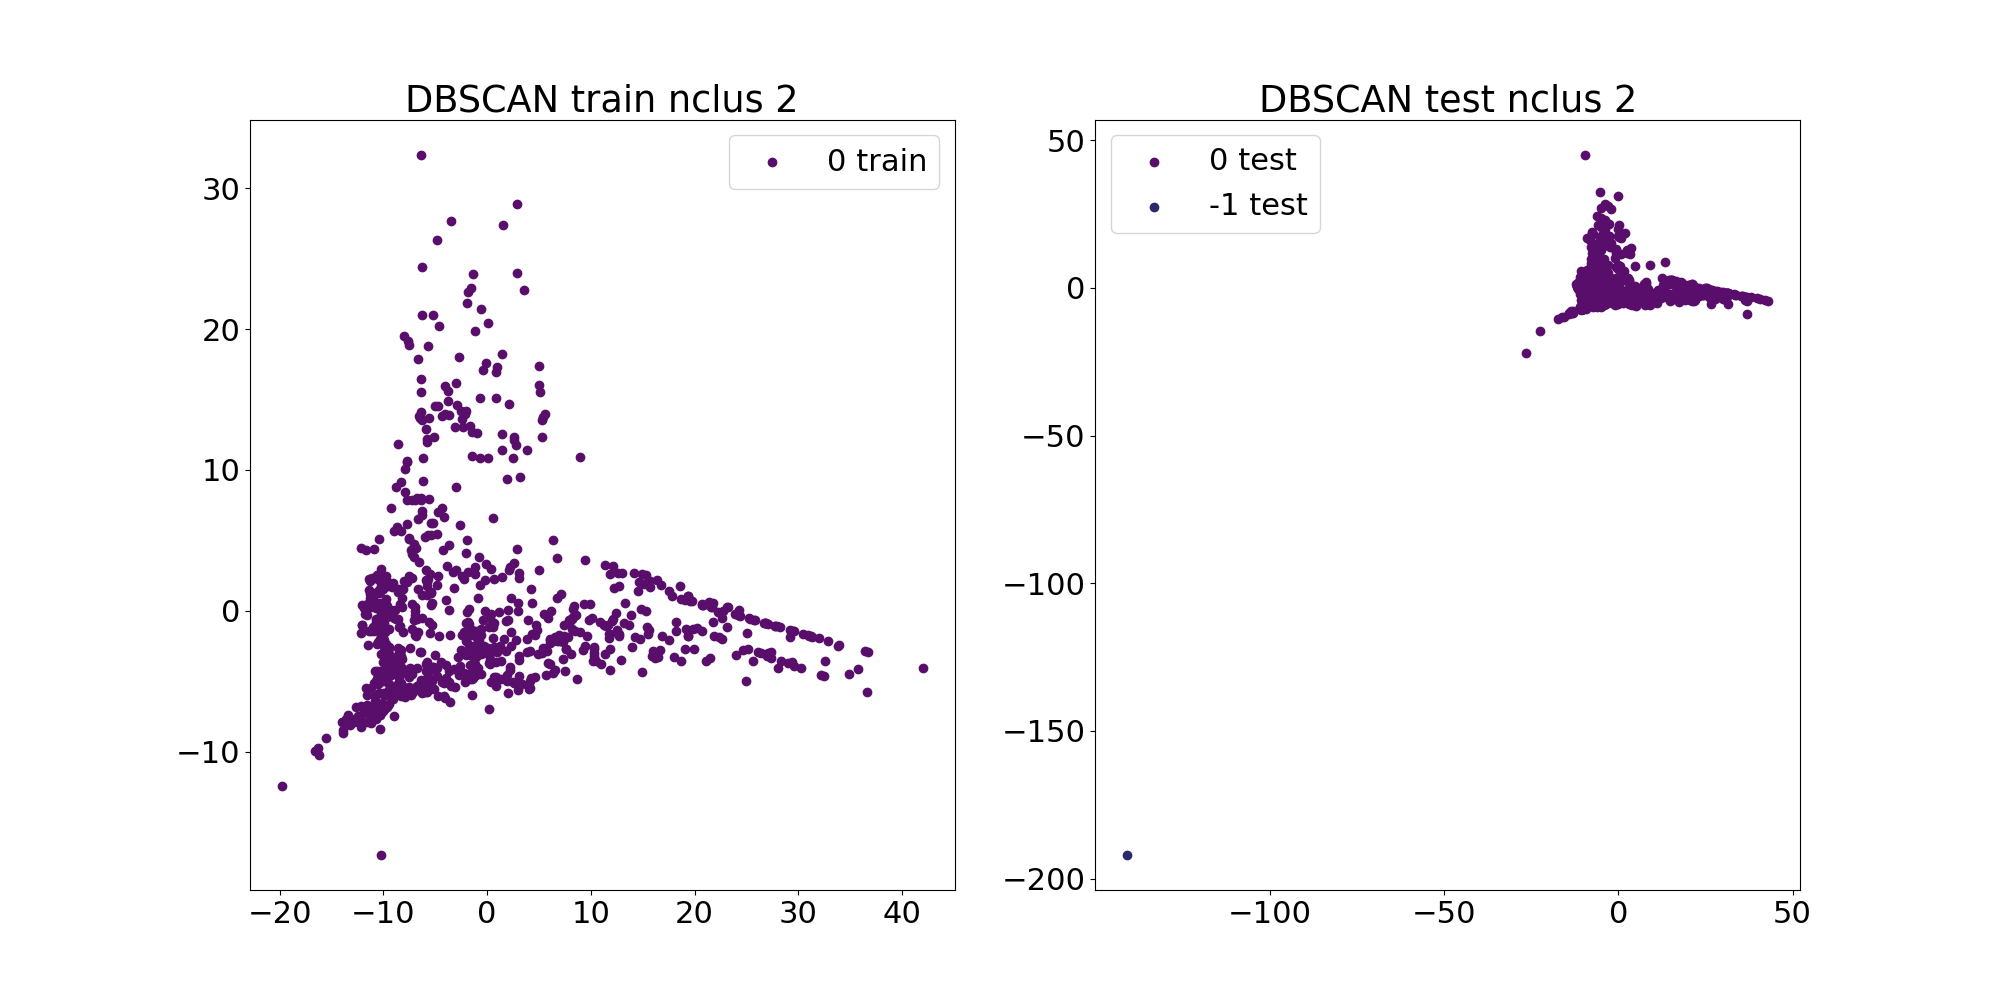 DBSCAN train nclus 2
0 train
30
20
10
0
−10
−20 −10 0 10 20 30 40
DBSCAN test nclus 2
0 test
-1 test
50
0
−50
−100
−150
−200
−100 −50 0 50